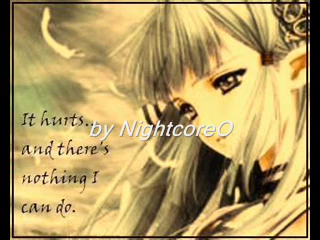 It hurts...
by NightcoreO
and there's
nothing I
can do.